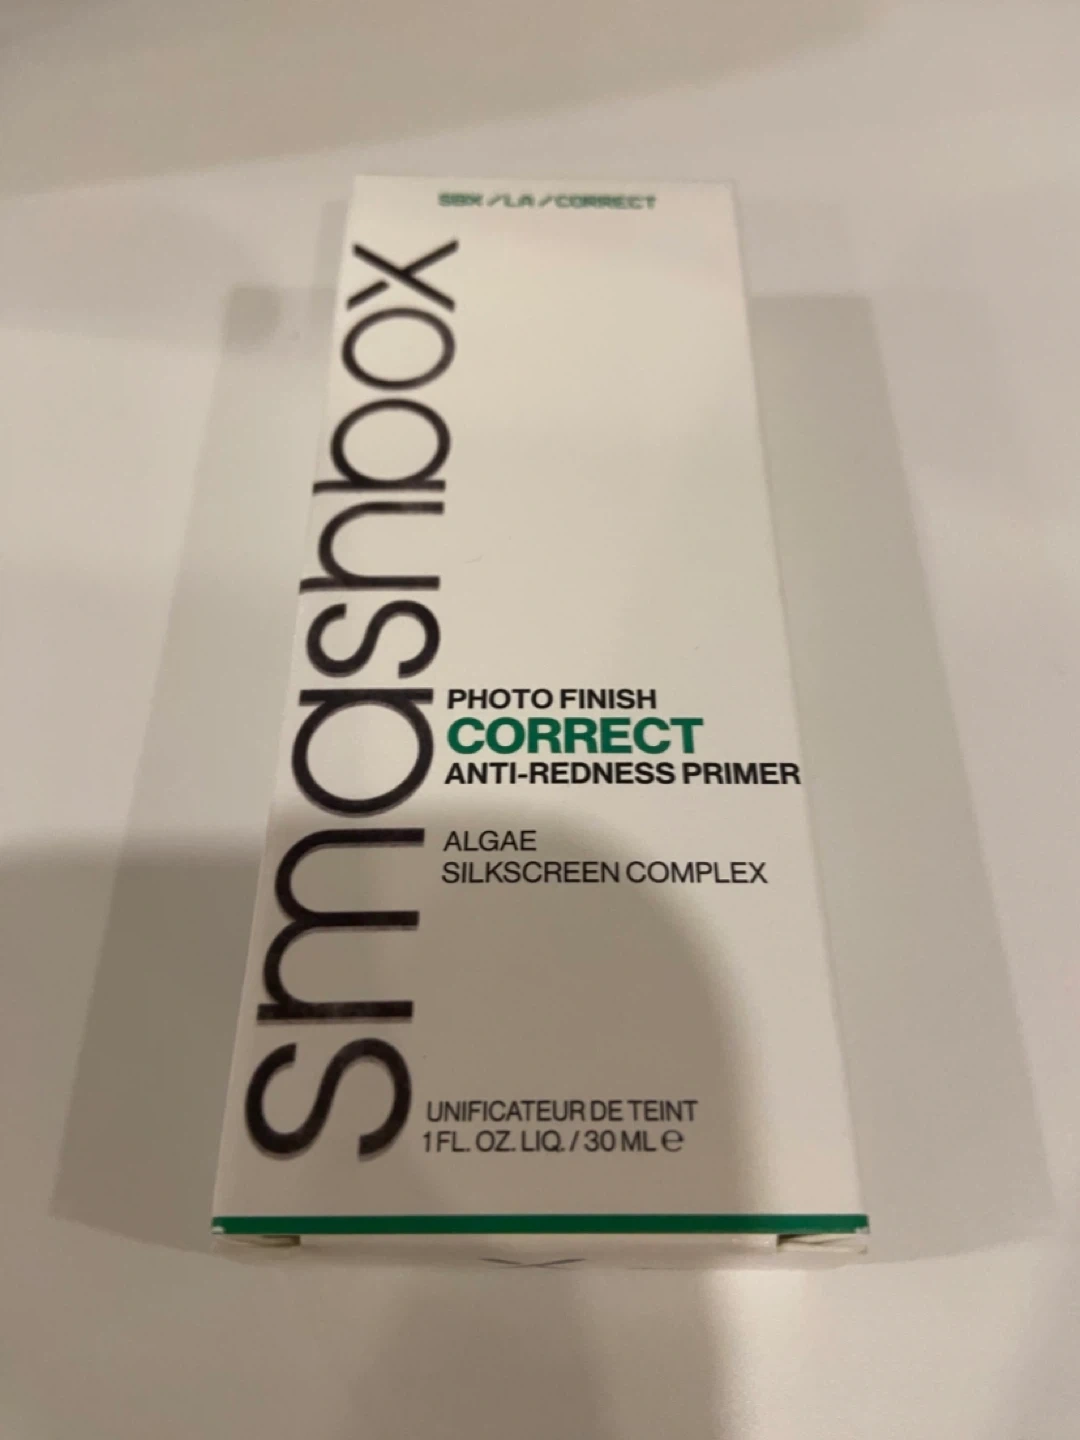 SBX/LA/CORRECT
smashbox
PHOTO FINISH
CORRECT
ANTI-REDNESS PRIMER
ALGAE
SILKSCREEN COMPLEX
UNIFICATEUR DE TEINT
1 FL. OZ. LIQ. / 30 ML ℮